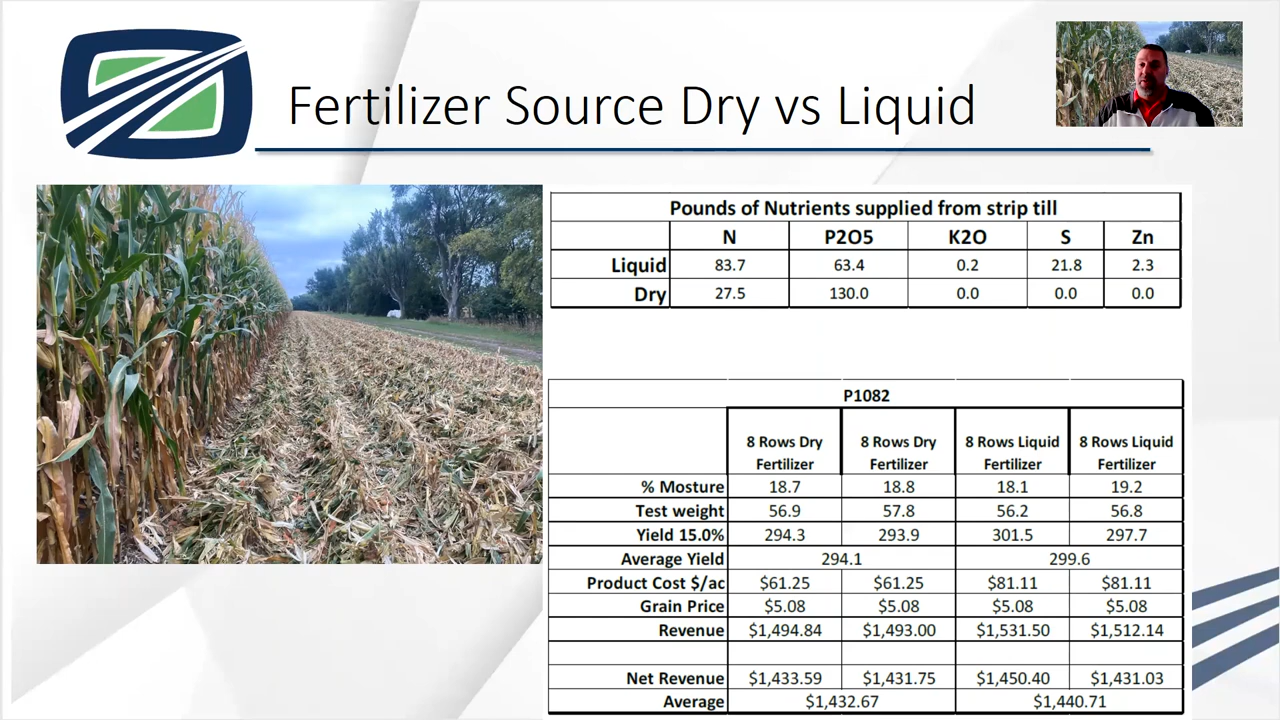 Fertilizer Source Dry vs Liquid
Pounds of Nutrients supplied from strip till
N P2O5 K2O S Zn
Liquid 83.7 63.4 0.2 21.8 2.3
Dry 27.5 130.0 0.0 0.0 0.0
P1082
8 Rows Dry Fertilizer 8 Rows Dry Fertilizer 8 Rows Liquid Fertilizer 8 Rows Liquid Fertilizer
% Mosture 18.7 18.8 18.1 19.2
Test weight 56.9 57.8 56.2 56.8
Yield 15.0% 294.3 293.9 301.5 297.7
Average Yield 294.1 299.6
Product Cost $/ac $61.25 $61.25 $81.11 $81.11
Grain Price $5.08 $5.08 $5.08 $5.08
Revenue $1,494.84 $1,493.00 $1,531.50 $1,512.14
Net Revenue $1,433.59 $1,431.75 $1,450.40 $1,431.03
Average $1,432.67 $1,440.71